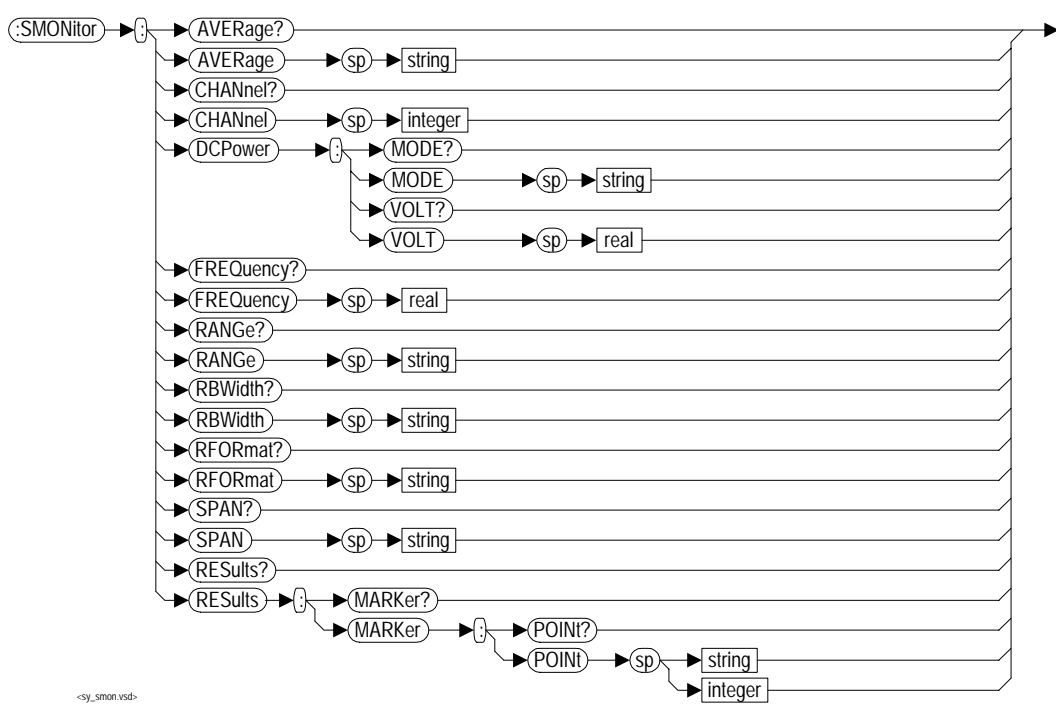 :SMONitor : AVERage?
AVERage sp string
CHANnel?
CHANnel sp integer
DCPower : MODE?
MODE sp string
VOLT?
VOLT sp real
FREQuency?
FREQuency sp real
RANGe?
RANGe sp string
RBWidth?
RBWidth sp string
RFORmat?
RFORmat sp string
SPAN?
SPAN sp string
RESults?
RESults : MARKer?
MARKer : POINt?
POINt sp string
integer
<sy_smon.vsd>